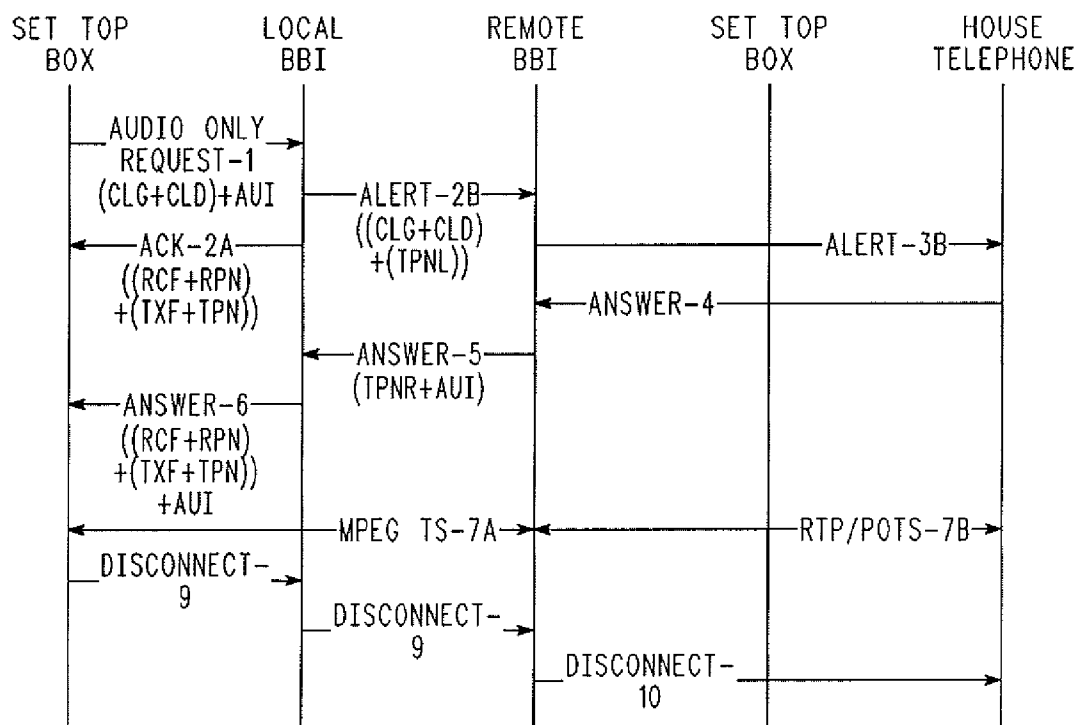 SET TOP
BOX
LOCAL
BBI
REMOTE
BBI
SET TOP
BOX
HOUSE
TELEPHONE
AUDIO ONLY
REQUEST-1
(CLG+CLD)+AUI
ALERT-2B
((CLG+CLD)
+(TPNL))
ACK-2A
((RCF+RPN)
+(TXF+TPN))
ALERT-3B
ANSWER-4
ANSWER-5
(TPNR+AUI)
ANSWER-6
((RCF+RPN)
+(TXF+TPN))
+AUI
MPEG TS-7A
RTP/POTS-7B
DISCONNECT-
9
DISCONNECT-
9
DISCONNECT-
10